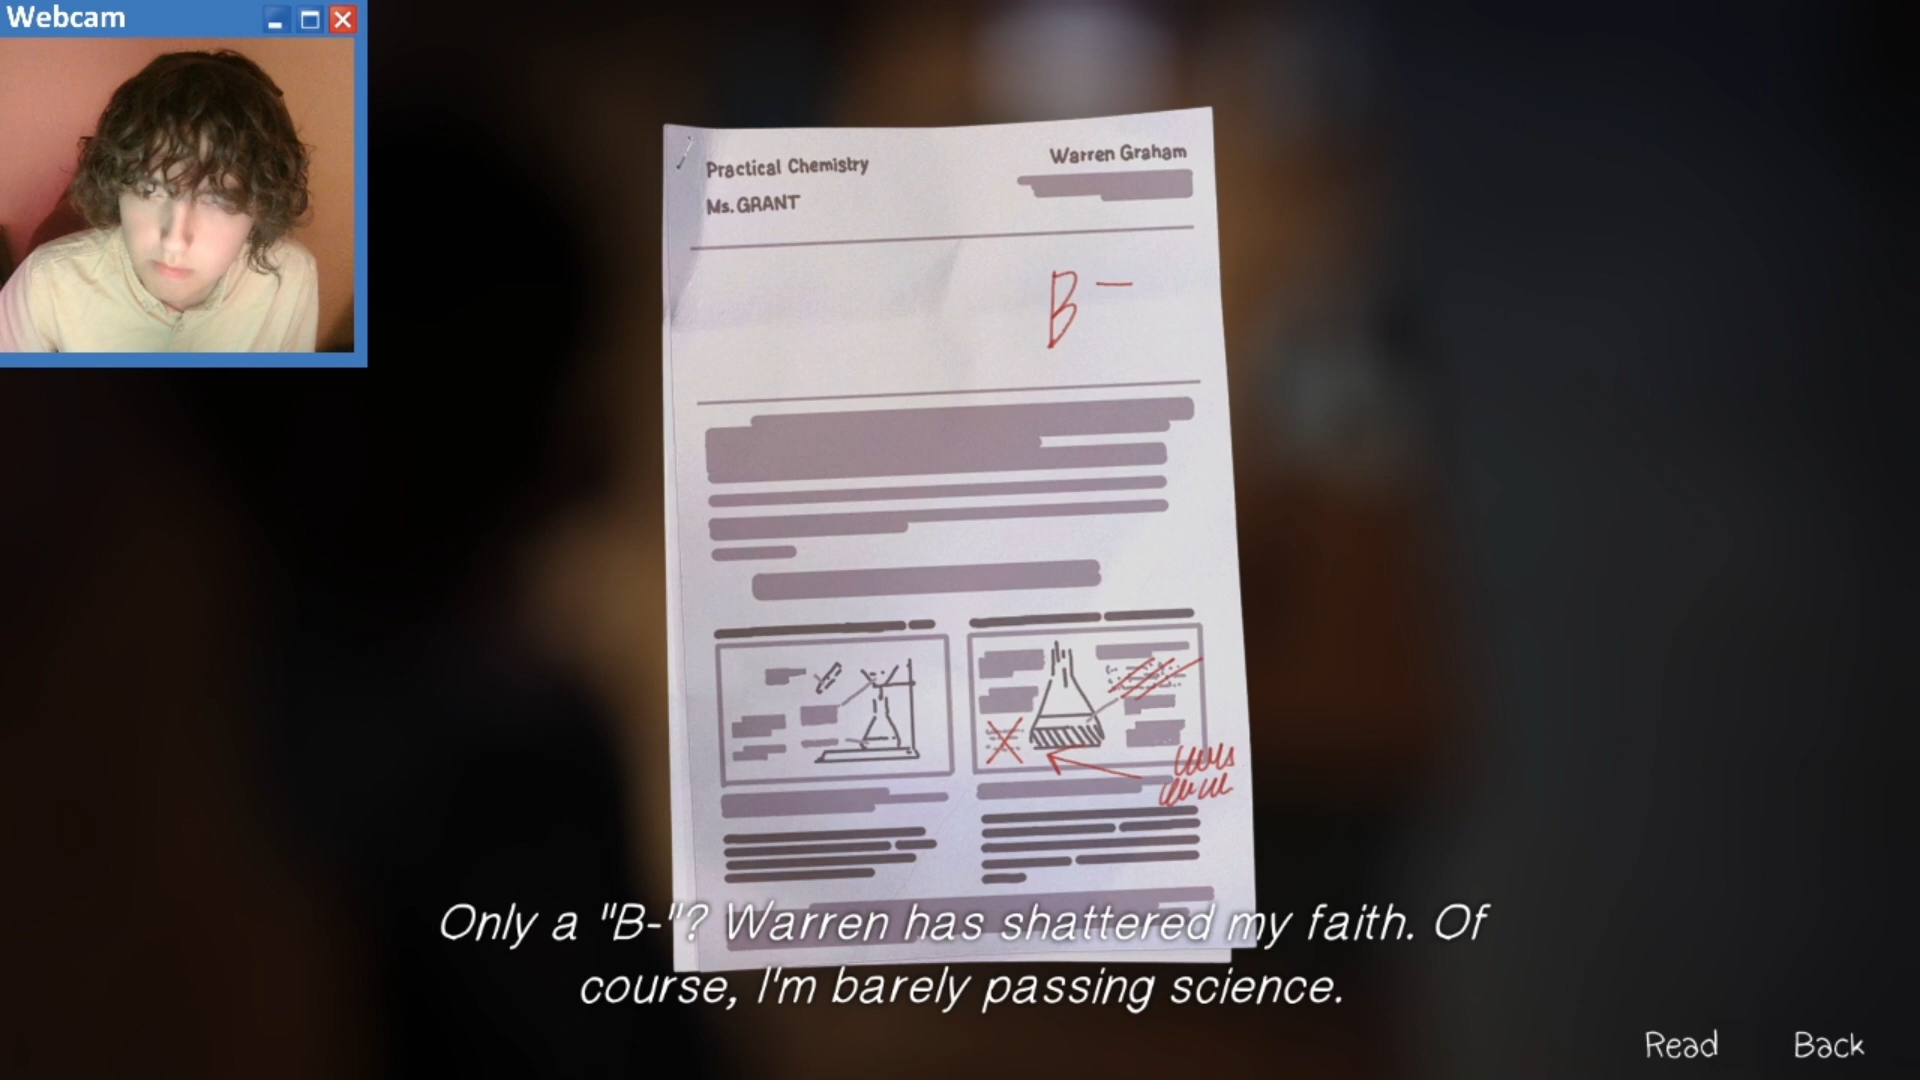 Webcam
Practical Chemistry
Warren Graham
Ms. GRANT
B-
Only a "B-"? Warren has shattered my faith. Of
course, I'm barely passing science.
Read
Back